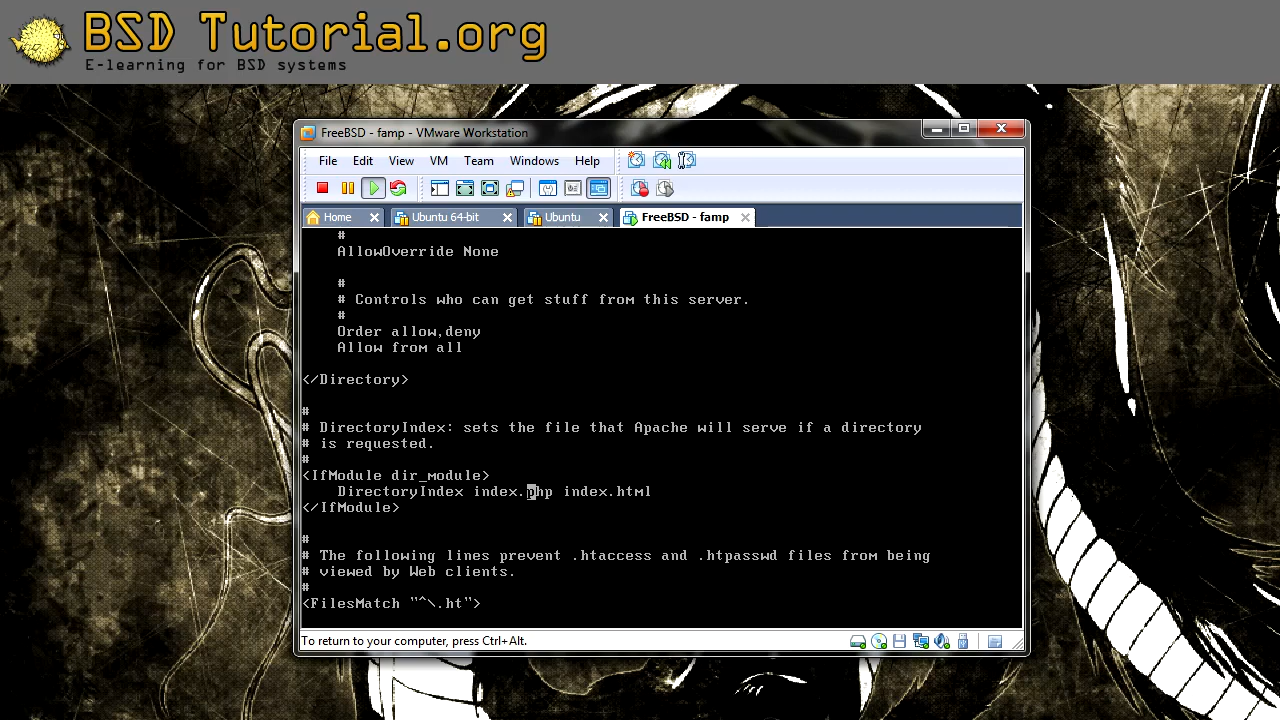 BSD Tutorial.org
E-learning for BSD systems
FreeBSD - famp - VMware Workstation
File Edit View VM Team Windows Help
Home Ubuntu 64-bit Ubuntu FreeBSD - famp
#
AllowOverride None
#
# Controls who can get stuff from this server.
#
Order allow,deny
Allow from all
</Directory>
#
# DirectoryIndex: sets the file that Apache will serve if a directory
# is requested.
#
<IfModule dir_module>
DirectoryIndex index.php index.html
</IfModule>
#
# The following lines prevent .htaccess and .htpasswd files from being
# viewed by Web clients.
#
<FilesMatch "^\.ht">
To return to your computer, press Ctrl+Alt.